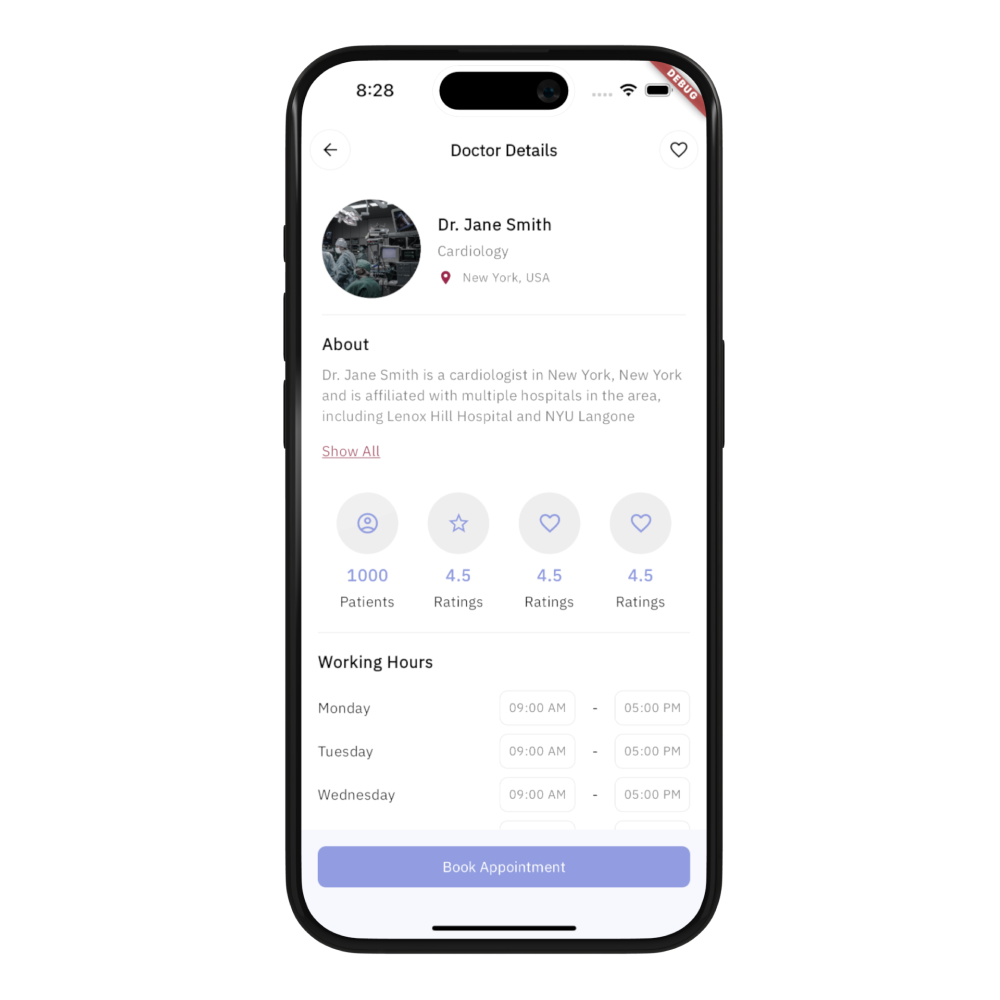 8:28
DEBUG
Doctor Details
Dr. Jane Smith
Cardiology
New York, USA
About
Dr. Jane Smith is a cardiologist in New York, New York
and is affiliated with multiple hospitals in the area,
including Lenox Hill Hospital and NYU Langone
Show All
1000 4.5 4.5 4.5
Patients Ratings Ratings Ratings
Working Hours
Monday 09:00 AM - 05:00 PM
Tuesday 09:00 AM - 05:00 PM
Wednesday 09:00 AM - 05:00 PM
Book Appointment